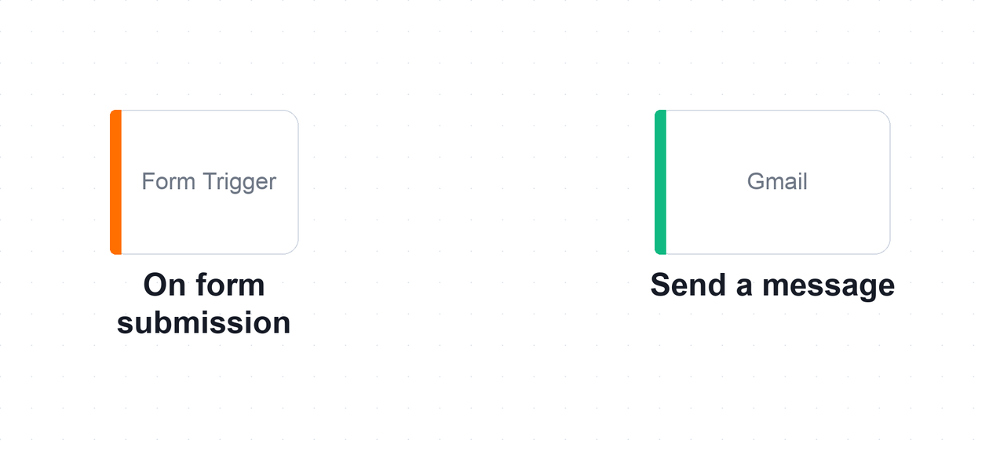 Form Trigger
On form
submission
Gmail
Send a message